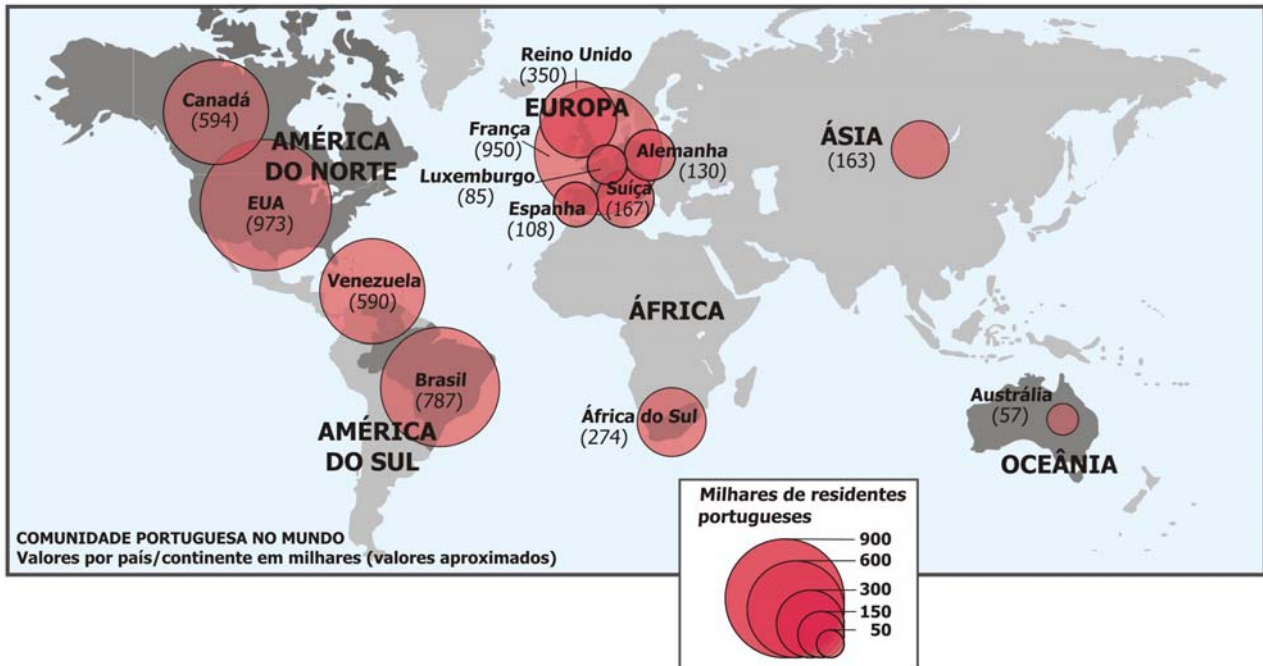 Reino Unido
(350)
Canadá
(594)
EUROPA
AMÉRICA
DO NORTE
França
(950)
Alemanha
(130)
ÁSIA
(163)
Luxemburgo
(85)
Suíça
(167)
EUA
(973)
Espanha
(108)
Venezuela
(590)
ÁFRICA
Brasil
(787)
África do Sul
(274)
Austrália
(57)
AMÉRICA
DO SUL
OCEÂNIA
COMUNIDADE PORTUGUESA NO MUNDO
Valores por país/continente em milhares (valores aproximados)
Milhares de residentes
portugueses
900
600
300
150
50